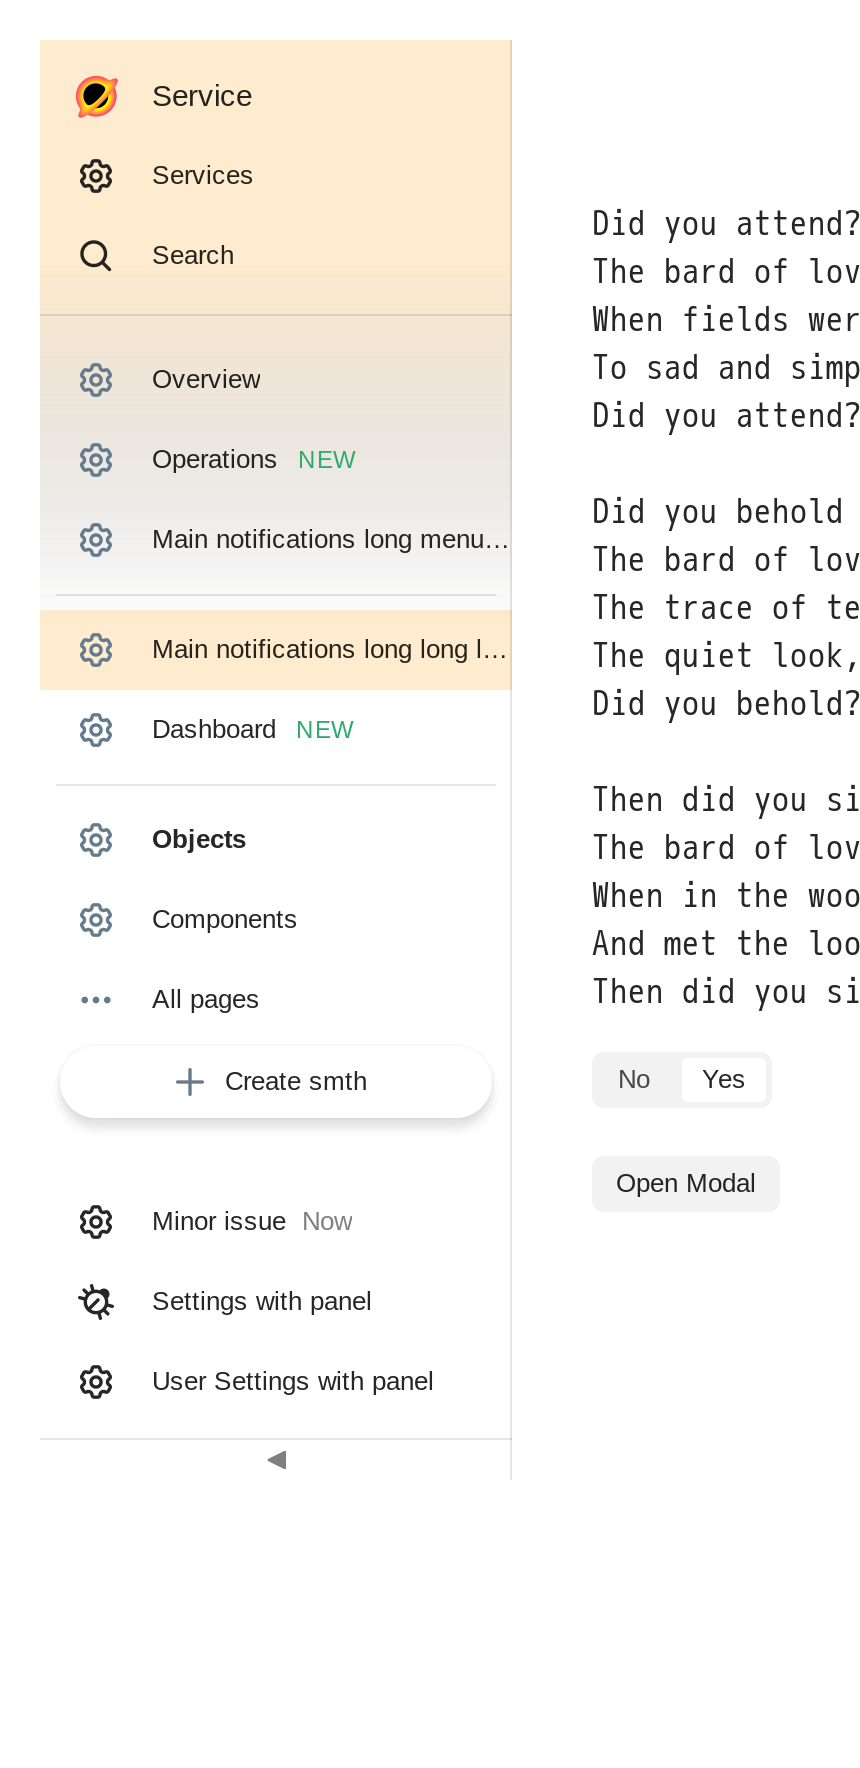 Service
Services
Search
Overview
Operations NEW
Main notifications long menu…
Main notifications long long l…
Dashboard NEW
Objects
Components
All pages
Create smth
Minor issue Now
Settings with panel
User Settings with panel
Did you attend?
The bard of lov
When fields wer
To sad and simp
Did you attend?
Did you behold
The bard of lov
The trace of te
The quiet look,
Did you behold?
Then did you si
The bard of lov
When in the woo
And met the loo
Then did you si
No Yes
Open Modal